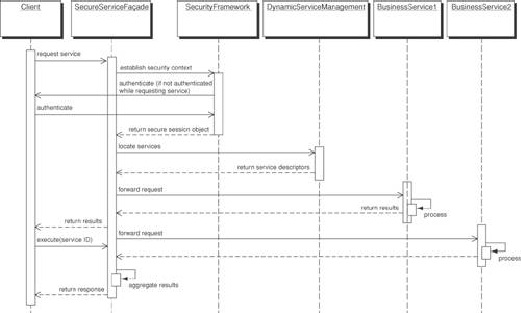 Client
SecureServiceFaçade
SecurityFramework
DynamicServiceManagement
BusinessService1
BusinessService2
request service
establish security context
authenticate (if not authenticated
while requesting service)
authenticate
return secure session object
locate services
return service descriptors
forward request
return results
process
return results
execute(service ID)
forward request
process
aggregate results
return response